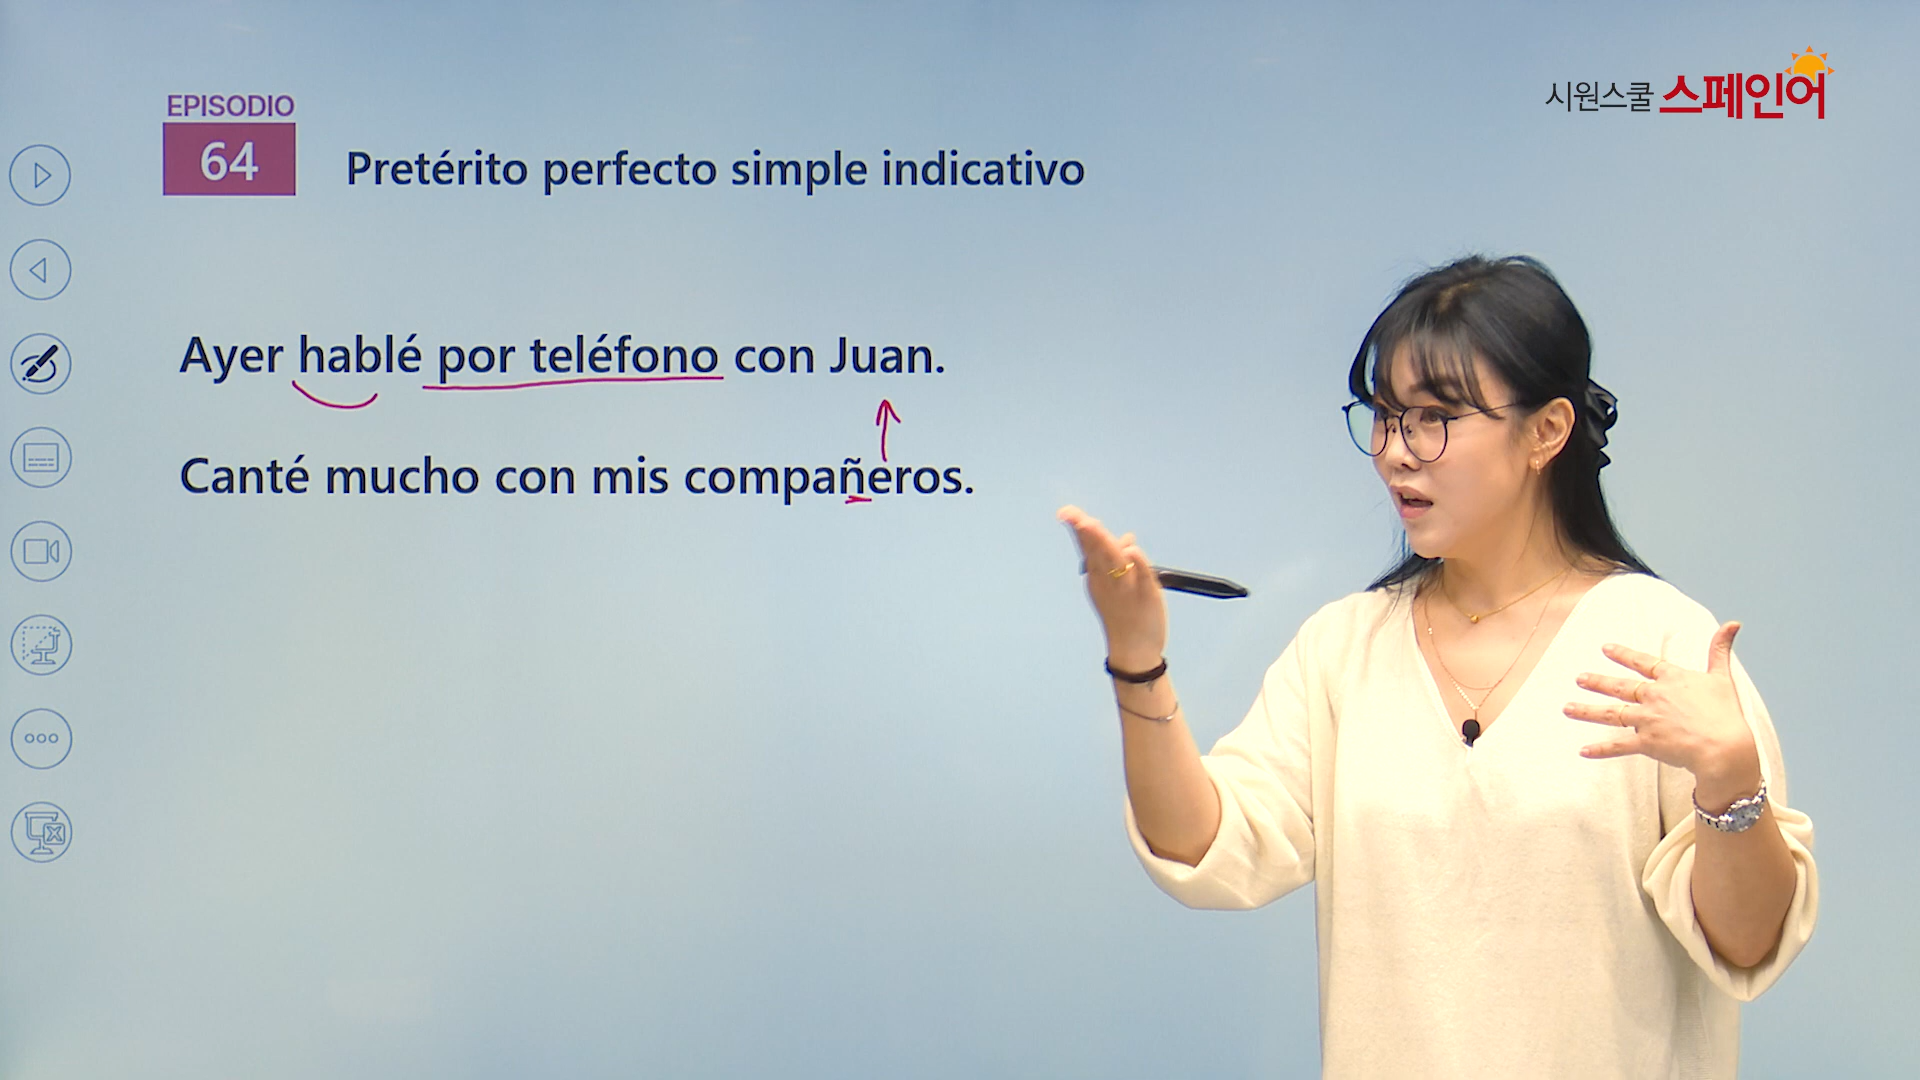 시원스쿨 스페인어
EPISODIO
64
Pretérito perfecto simple indicativo
Ayer hablé por teléfono con Juan.
Canté mucho con mis compañeros.